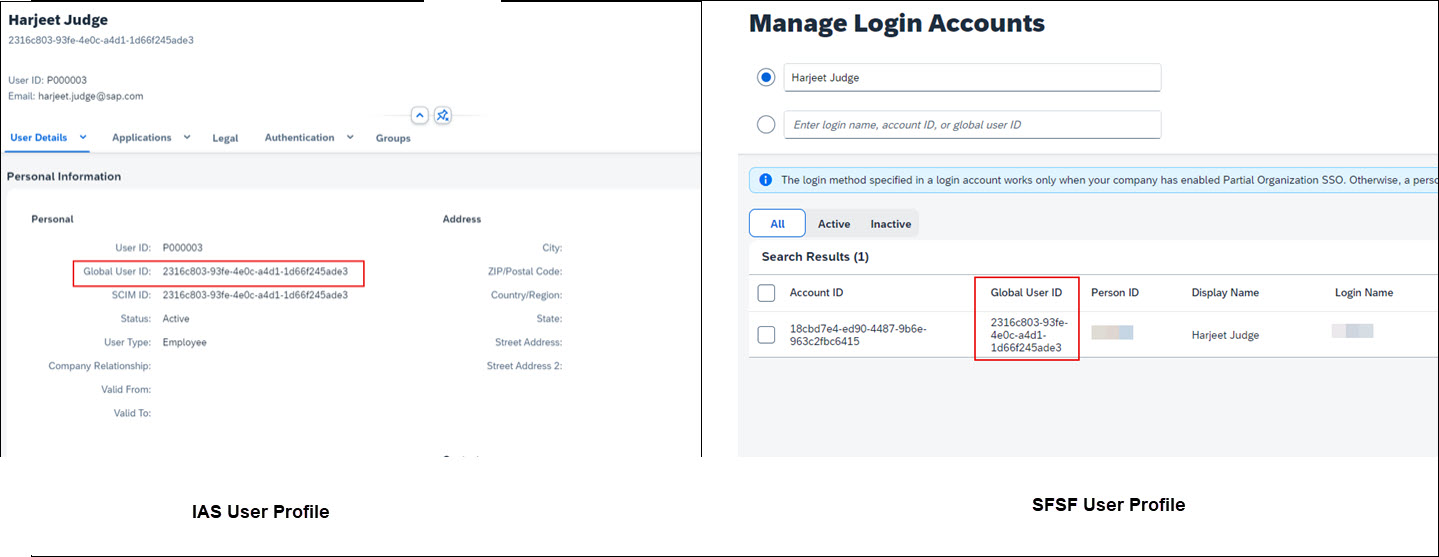 Harjeet Judge
2316c803-93fe-4e0c-a4d1-1d66f245ade3
User ID: P000003
Email: harjeet.judge@sap.com
User Details
Applications
Legal
Authentication
Groups
Personal Information
Personal
User ID: P000003
Global User ID: 2316c803-93fe-4e0c-a4d1-1d66f245ade3
SCIM ID: 2316c803-93fe-4e0c-a4d1-1d66f245ade3
Status: Active
User Type: Employee
Company Relationship:
Valid From:
Valid To:
Address
City:
ZIP/Postal Code:
Country/Region:
State:
Street Address:
Street Address 2:
IAS User Profile
Manage Login Accounts
Harjeet Judge
Enter login name, account ID, or global user ID
The login method specified in a login account works only when your company has enabled Partial Organization SSO. Otherwise, a perso
All
Active
Inactive
Search Results (1)
Account ID
Global User ID
Person ID
Display Name
Login Name
18cbd7e4-ed90-4487-9b6e-
963c2fbc6415
2316c803-93fe-
4e0c-a4d1-
1d66f245ade3
Harjeet Judge
SFSF User Profile